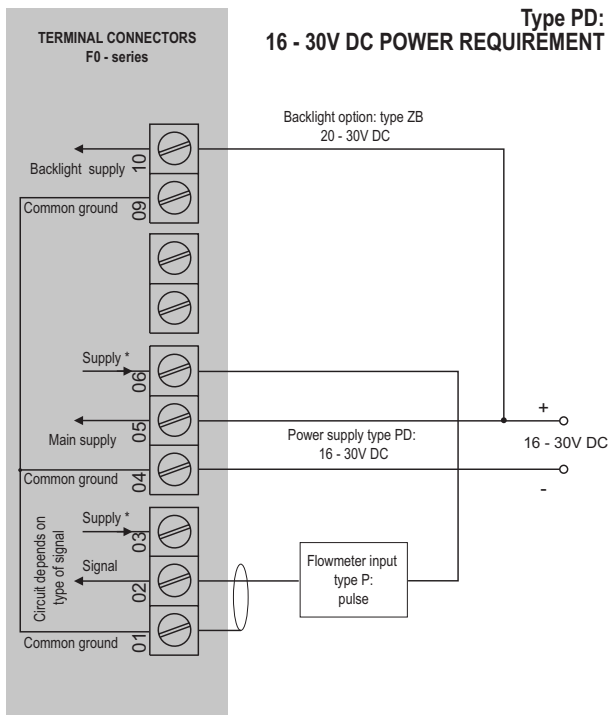 Type PD:
16 - 30V DC POWER REQUIREMENT
TERMINAL CONNECTORS
F0 - series
Backlight option: type ZB
20 - 30V DC
10
Backlight supply
09
Common ground
Supply *
06
05
Main supply
Power supply type PD:
16 - 30V DC
+
16 - 30V DC
-
04
Common ground
Circuit depends on
type of signal
Supply *
03
Signal
02
Flowmeter input
type P:
pulse
01
Common ground